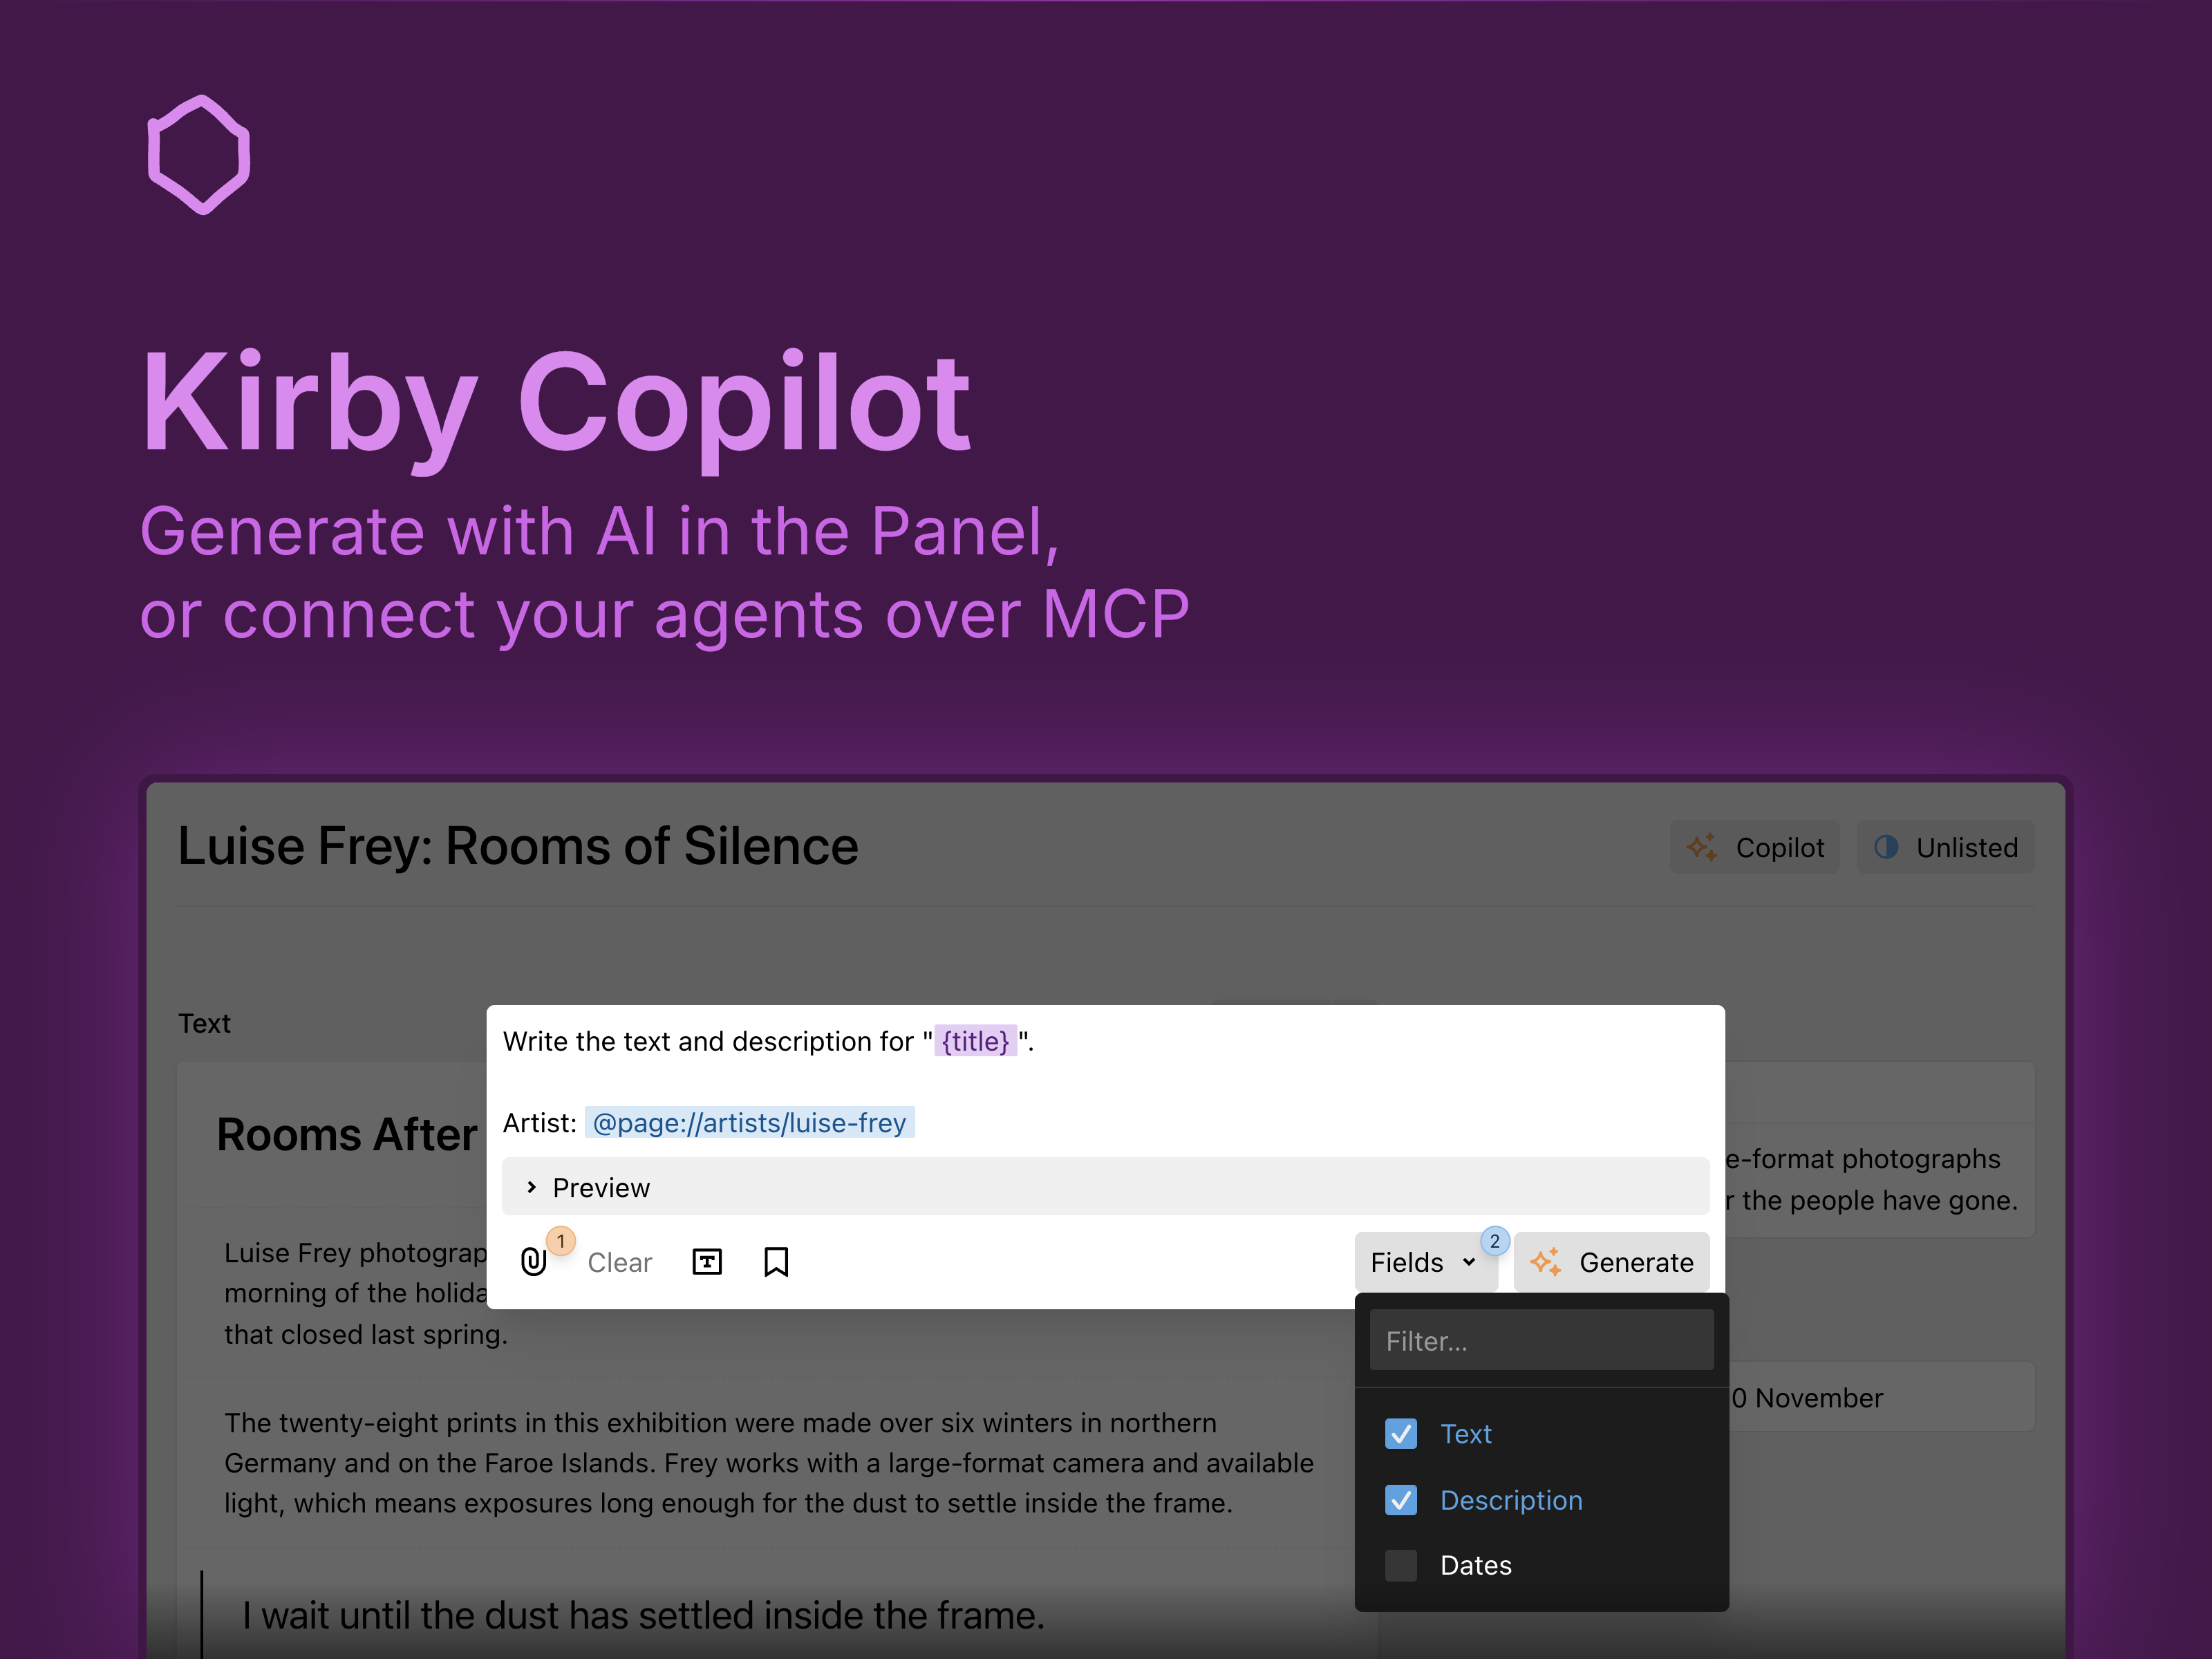 Kirby Copilot
Generate with AI in the Panel,
or connect your agents over MCP
Luise Frey: Rooms of Silence
Copilot
Unlisted
Text
Write the text and description for "{title}".
Artist: @page://artists/luise-frey
Preview
1
Clear
Fields
2
Generate
Filter...
Text
Description
Dates
Rooms After
Luise Frey photograp
morning of the holida
that closed last spring.
The twenty-eight prints in this exhibition were made over six winters in northern
Germany and on the Faroe Islands. Frey works with a large-format camera and available
light, which means exposures long enough for the dust to settle inside the frame.
I wait until the dust has settled inside the frame.
e-format photographs
r the people have gone.
0 November